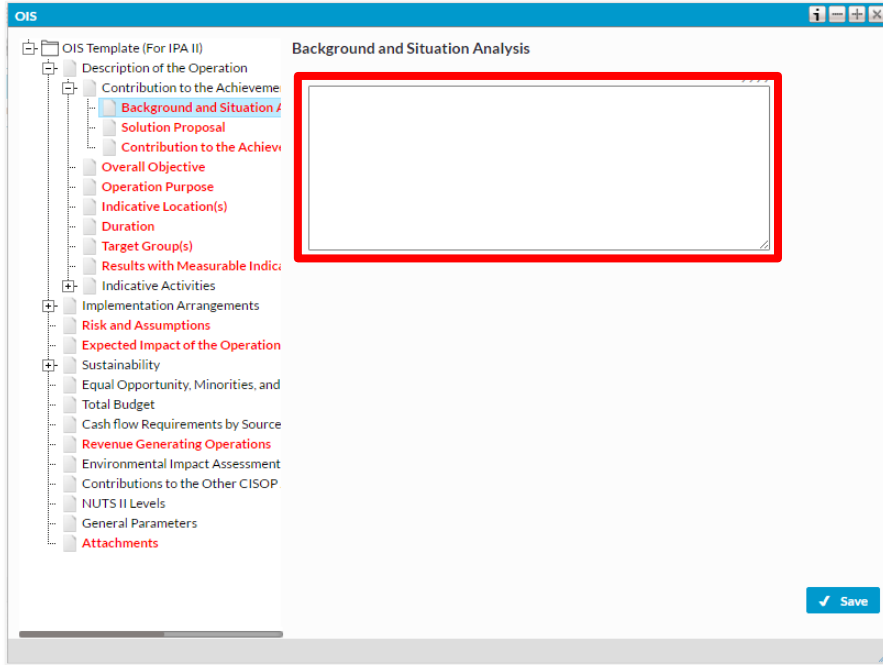 OIS
OIS Template (For IPA II)
Background and Situation Analysis
Description of the Operation
Contribution to the Achieveme
Background and Situation A
Solution Proposal
Contribution to the Achieve
Overall Objective
Operation Purpose
Indicative Location(s)
Duration
Target Group(s)
Results with Measurable Indica
Indicative Activities
Implementation Arrangements
Risk and Assumptions
Expected Impact of the Operation
Sustainability
Equal Opportunity, Minorities, and
Total Budget
Cash flow Requirements by Source
Revenue Generating Operations
Environmental Impact Assessment
Contributions to the Other CISOP
NUTS II Levels
General Parameters
Attachments
Save